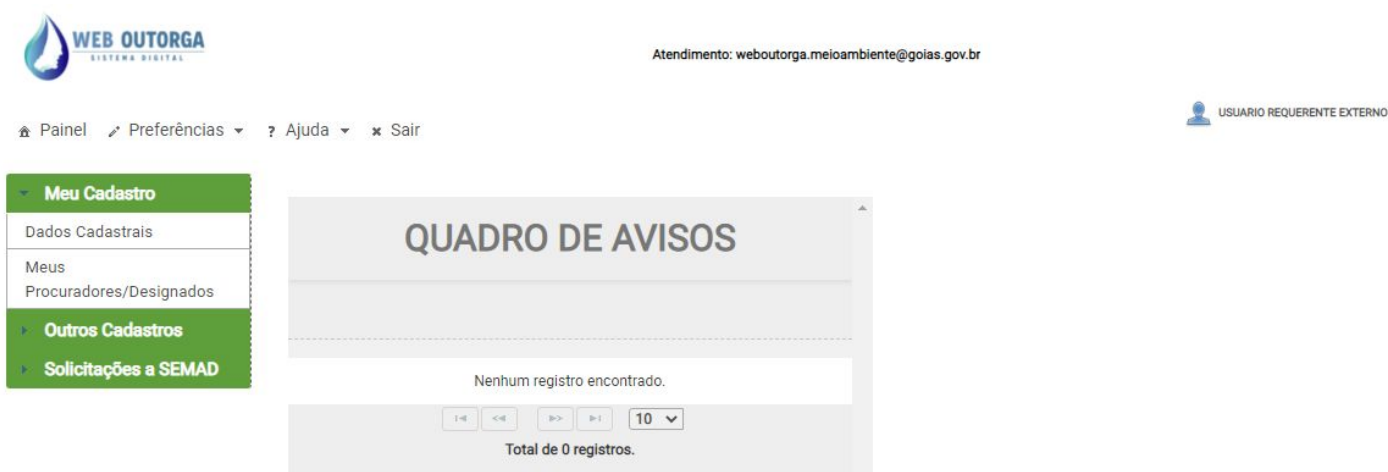 WEB OUTORGA
SISTEMA DIGITAL
Atendimento: weboutorga.meioambiente@goias.gov.br
USUARIO REQUERENTE EXTERNO
Painel Preferências ? Ajuda x Sair
Meu Cadastro
Dados Cadastrais
Meus
Procuradores/Designados
Outros Cadastros
Solicitações a SEMAD
QUADRO DE AVISOS
Nenhum registro encontrado.
10
Total de 0 registros.